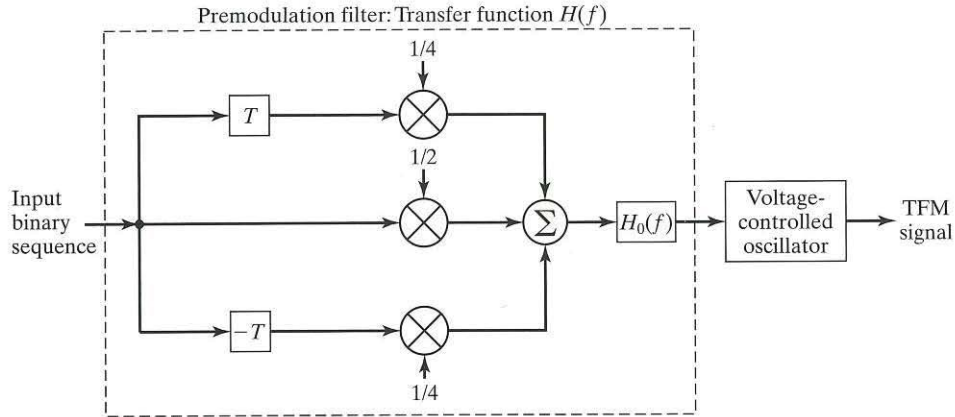 Premodulation filter: Transfer function H(f)
1/4
T
1/2
Input
binary
sequence
Σ
H₀(f)
Voltage-
controlled
oscillator
TFM
signal
−T
1/4